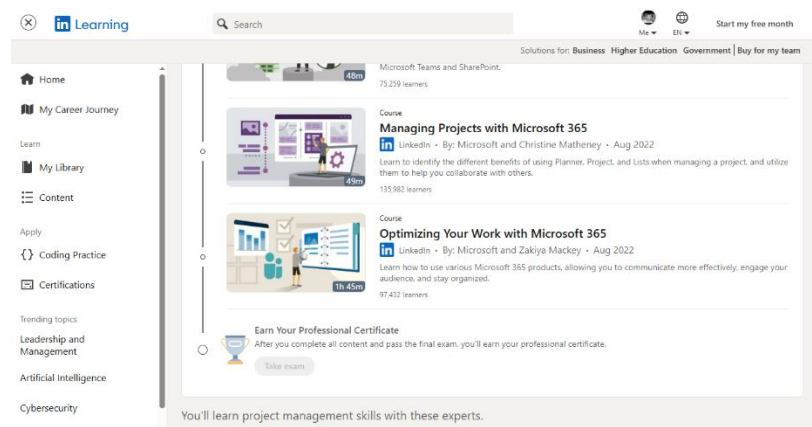 in Learning
Search
Me
EN
Start my free month
Solutions for: Business Higher Education Government | Buy for my team
Home
My Career Journey
Learn
My Library
Content
Apply
{} Coding Practice
Certifications
Trending topics
Leadership and
Management
Artificial Intelligence
Cybersecurity
48m
Microsoft Teams and SharePoint.
75,259 learners
49m
Course
Managing Projects with Microsoft 365
in LinkedIn • By: Microsoft and Christine Matheney • Aug 2022
Learn to identify the different benefits of using Planner, Project, and Lists when managing a project, and utilize
them to help you collaborate with others.
135,982 learners
1h 45m
Course
Optimizing Your Work with Microsoft 365
in LinkedIn • By: Microsoft and Zakiya Mackey • Aug 2022
Learn how to use various Microsoft 365 products, allowing you to communicate more effectively, engage your
audience, and stay organized.
97,432 learners
Earn Your Professional Certificate
After you complete all content and pass the final exam, you'll earn your professional certificate.
Take exam
You'll learn project management skills with these experts.